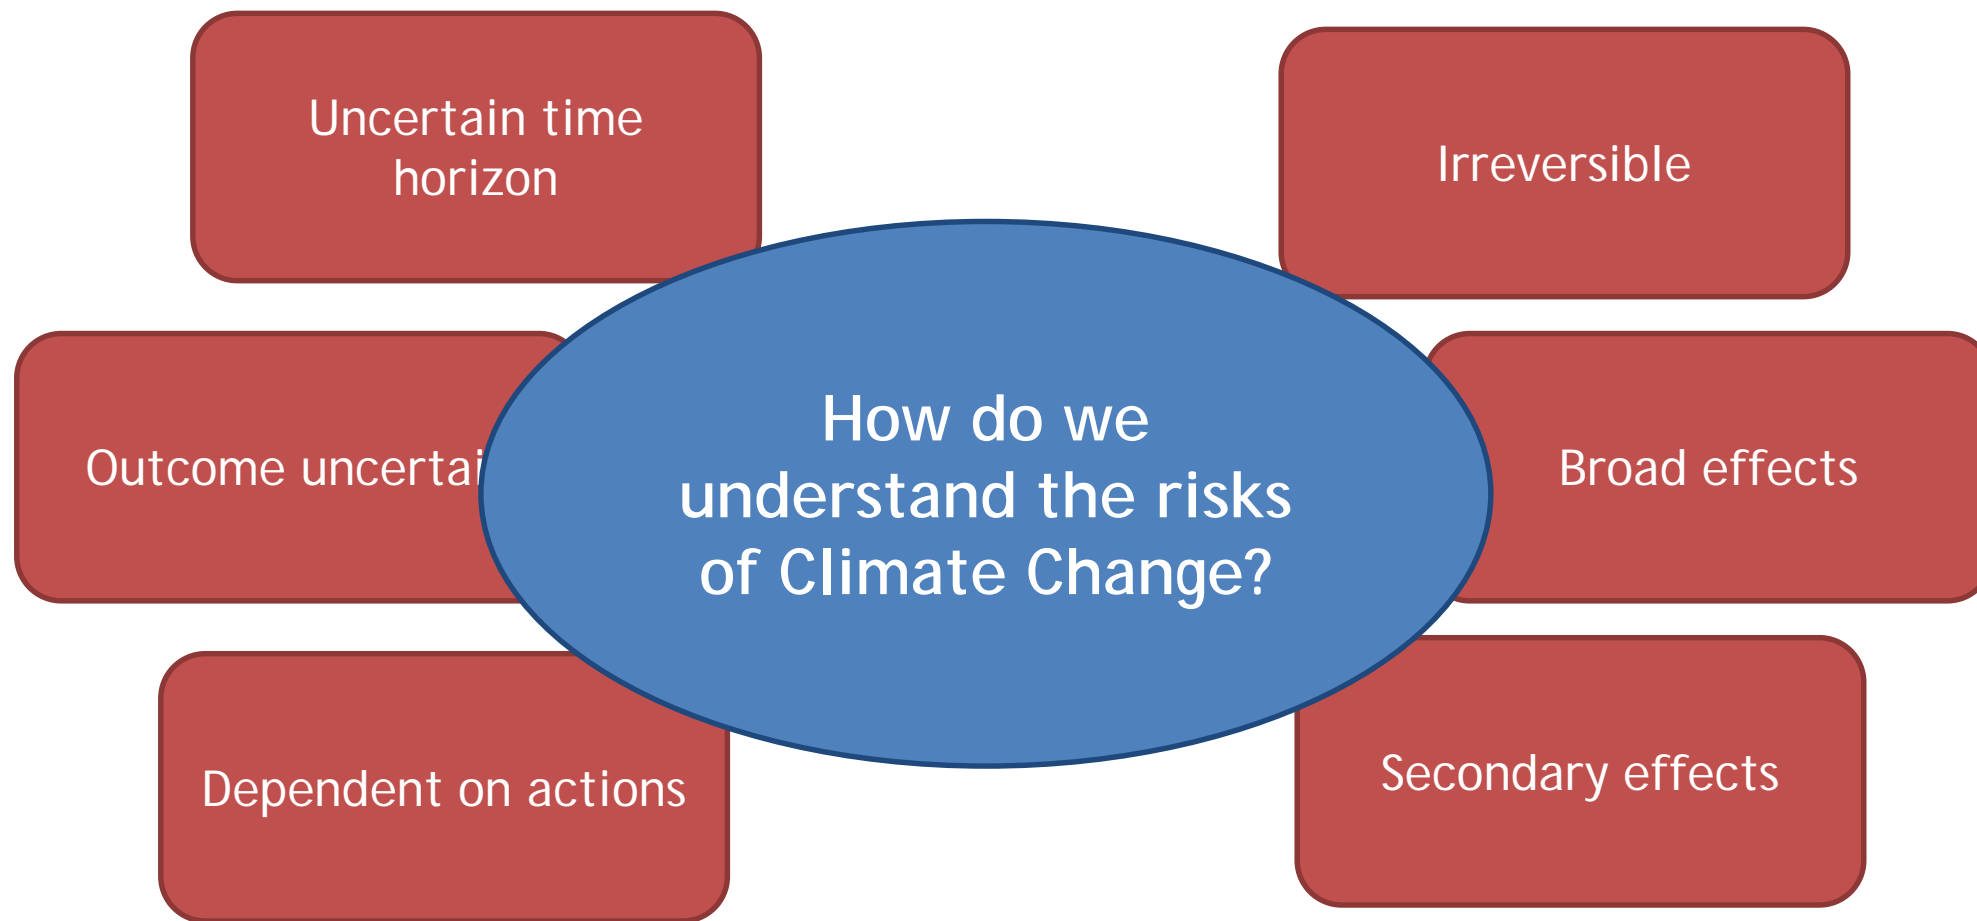 Uncertain time
horizon
Irreversible
How do we
understand the risks
of Climate Change?
Outcome
Broad effects
Dependent on actions
Secondary effects